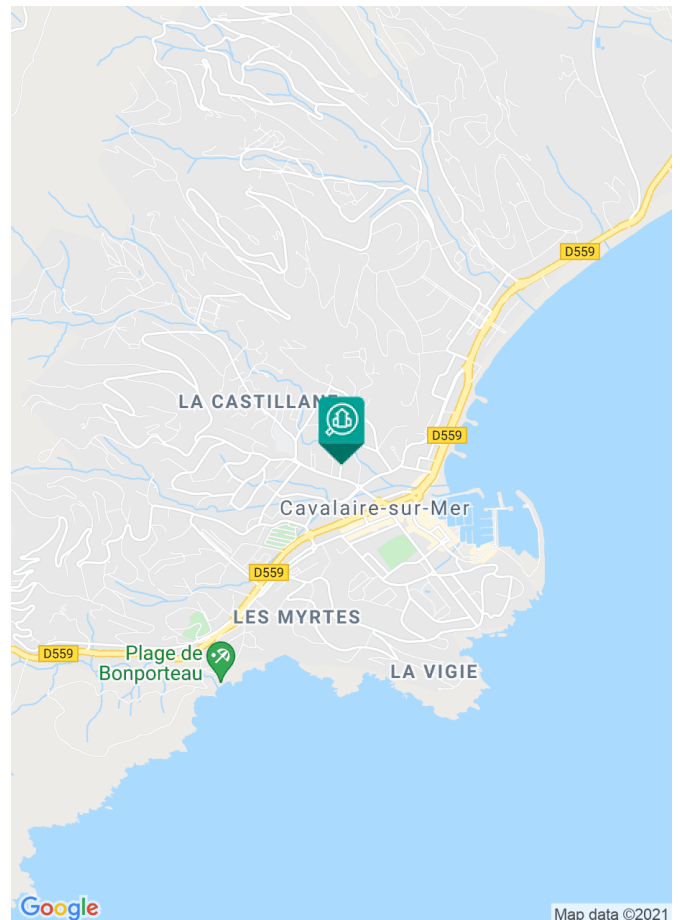 D559
LA CASTILLANE
D559
Cavalaire-sur-Mer
D559
LES MYRTES
D559
Plage de
Bonporteau
LA VIGIE
Google
Map data ©2021